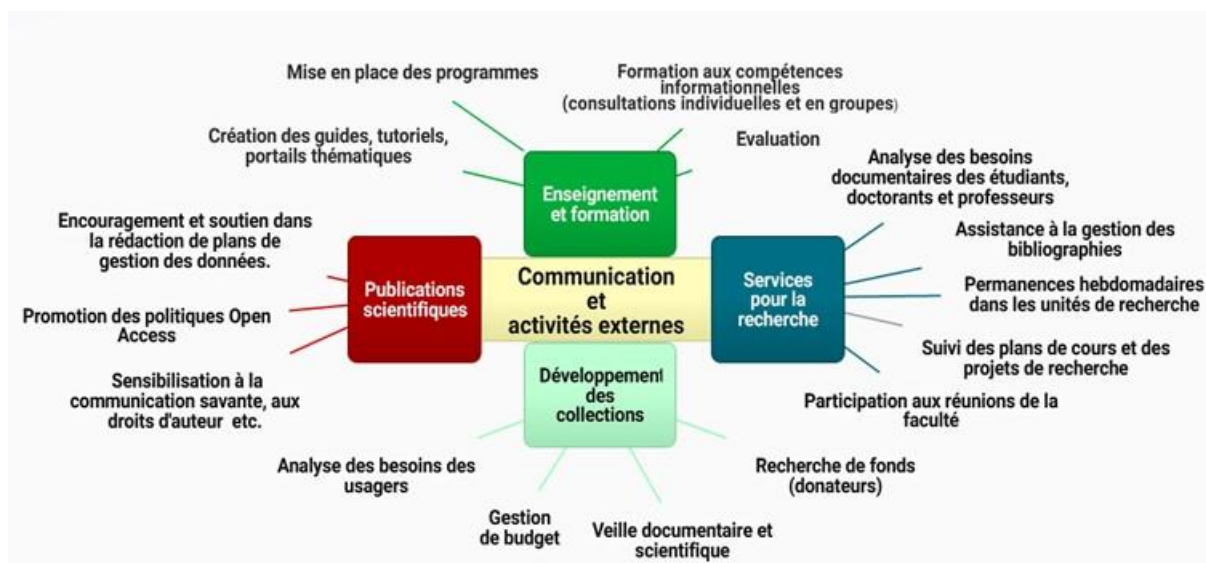 Mise en place des programmes
Formation aux compétences
informationnelles
(consultations individuelles et en groupes)
Création des guides, tutoriels,
portails thématiques
Evaluation
Enseignement
et formation
Analyse des besoins
documentaires des étudiants,
doctorants et professeurs
Encouragement et soutien dans
la rédaction de plans de
gestion des données.
Promotion des politiques Open
Access
Sensibilisation à la
communication savante, aux
droits d'auteur etc.
Publications
scientifiques
Communication
et
activités externes
Services
pour la
recherche
Assistance à la gestion des
bibliographies
Permanences hebdomadaires
dans les unités de recherche
Suivi des plans de cours et des
projets de recherche
Participation aux réunions de la
faculté
Développement
des
collections
Analyse des besoins des
usagers
Gestion
de budget
Veille documentaire et
scientifique
Recherche de fonds
(donateurs)